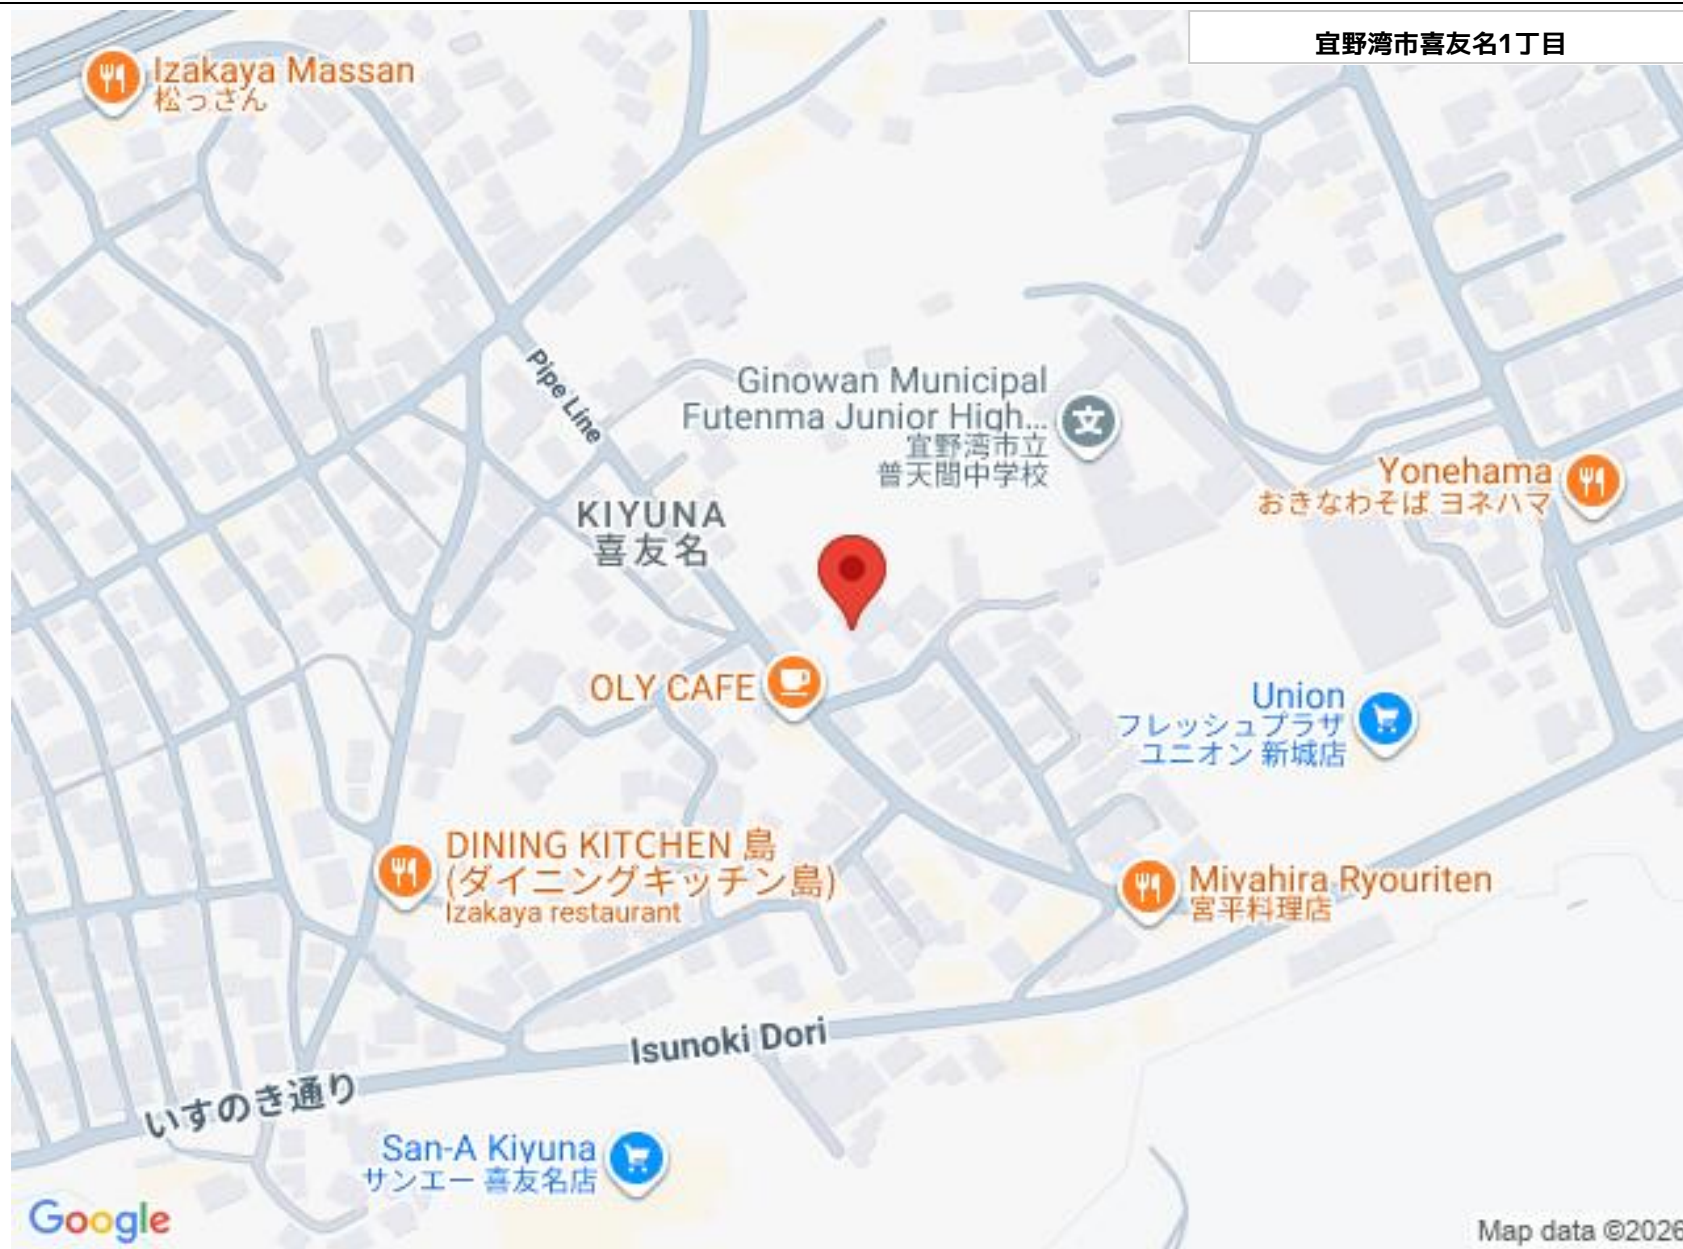 宜野湾市喜友名1丁目
Izakaya Massan
松っさん
Pipe Line
Ginowan Municipal
Futenma Junior High...
宜野湾市立
普天間中学校
Yonehama
おきなわそば ヨネハマ
KIYUNA
喜友名
OLY CAFE
Union
フレッシュプラザ
ユニオン 新城店
DINING KITCHEN 島
(ダイニングキッチン島)
Izakaya restaurant
Miyahira Ryouriten
宮平料理店
Isunoki Dori
いすのき通り
San-A Kiyuna
サンエー 喜友名店
Google
Map data ©2026